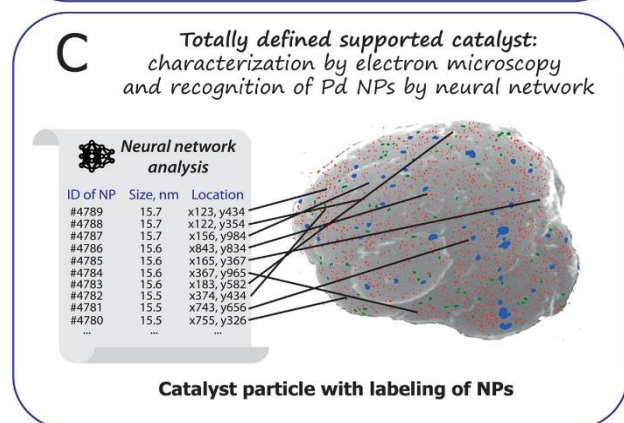 C
Totally defined supported catalyst:
characterization by electron microscopy
and recognition of Pd NPs by neural network
Neural network
analysis
ID of NP Size, nm Location
#4789 15.7 x123, y434
#4788 15.7 x122, y354
#4787 15.7 x156, y984
#4786 15.6 x843, y834
#4785 15.6 x165, y367
#4784 15.6 x367, y965
#4783 15.6 x183, y582
#4782 15.5 x374, y434
#4781 15.5 x743, y656
#4780 15.5 x755, y326
... ... ...
Catalyst particle with labeling of NPs